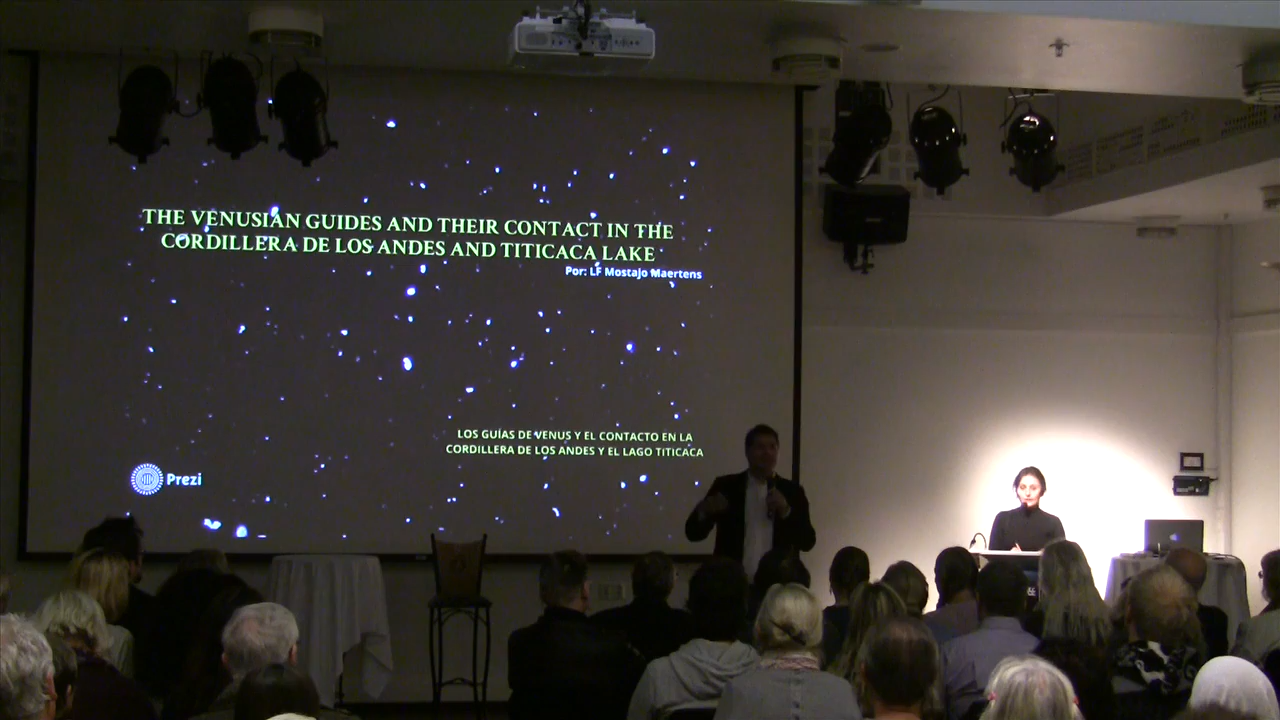 THE VENUSIAN GUIDES AND THEIR CONTACT IN THE
CORDILLERA DE LOS ANDES AND TITICACA LAKE
Por: LF Mostajo Maertens
LOS GUÍAS DE VENUS Y EL CONTACTO EN LA
CORDILLERA DE LOS ANDES Y EL LAGO TITICACA
Prezi